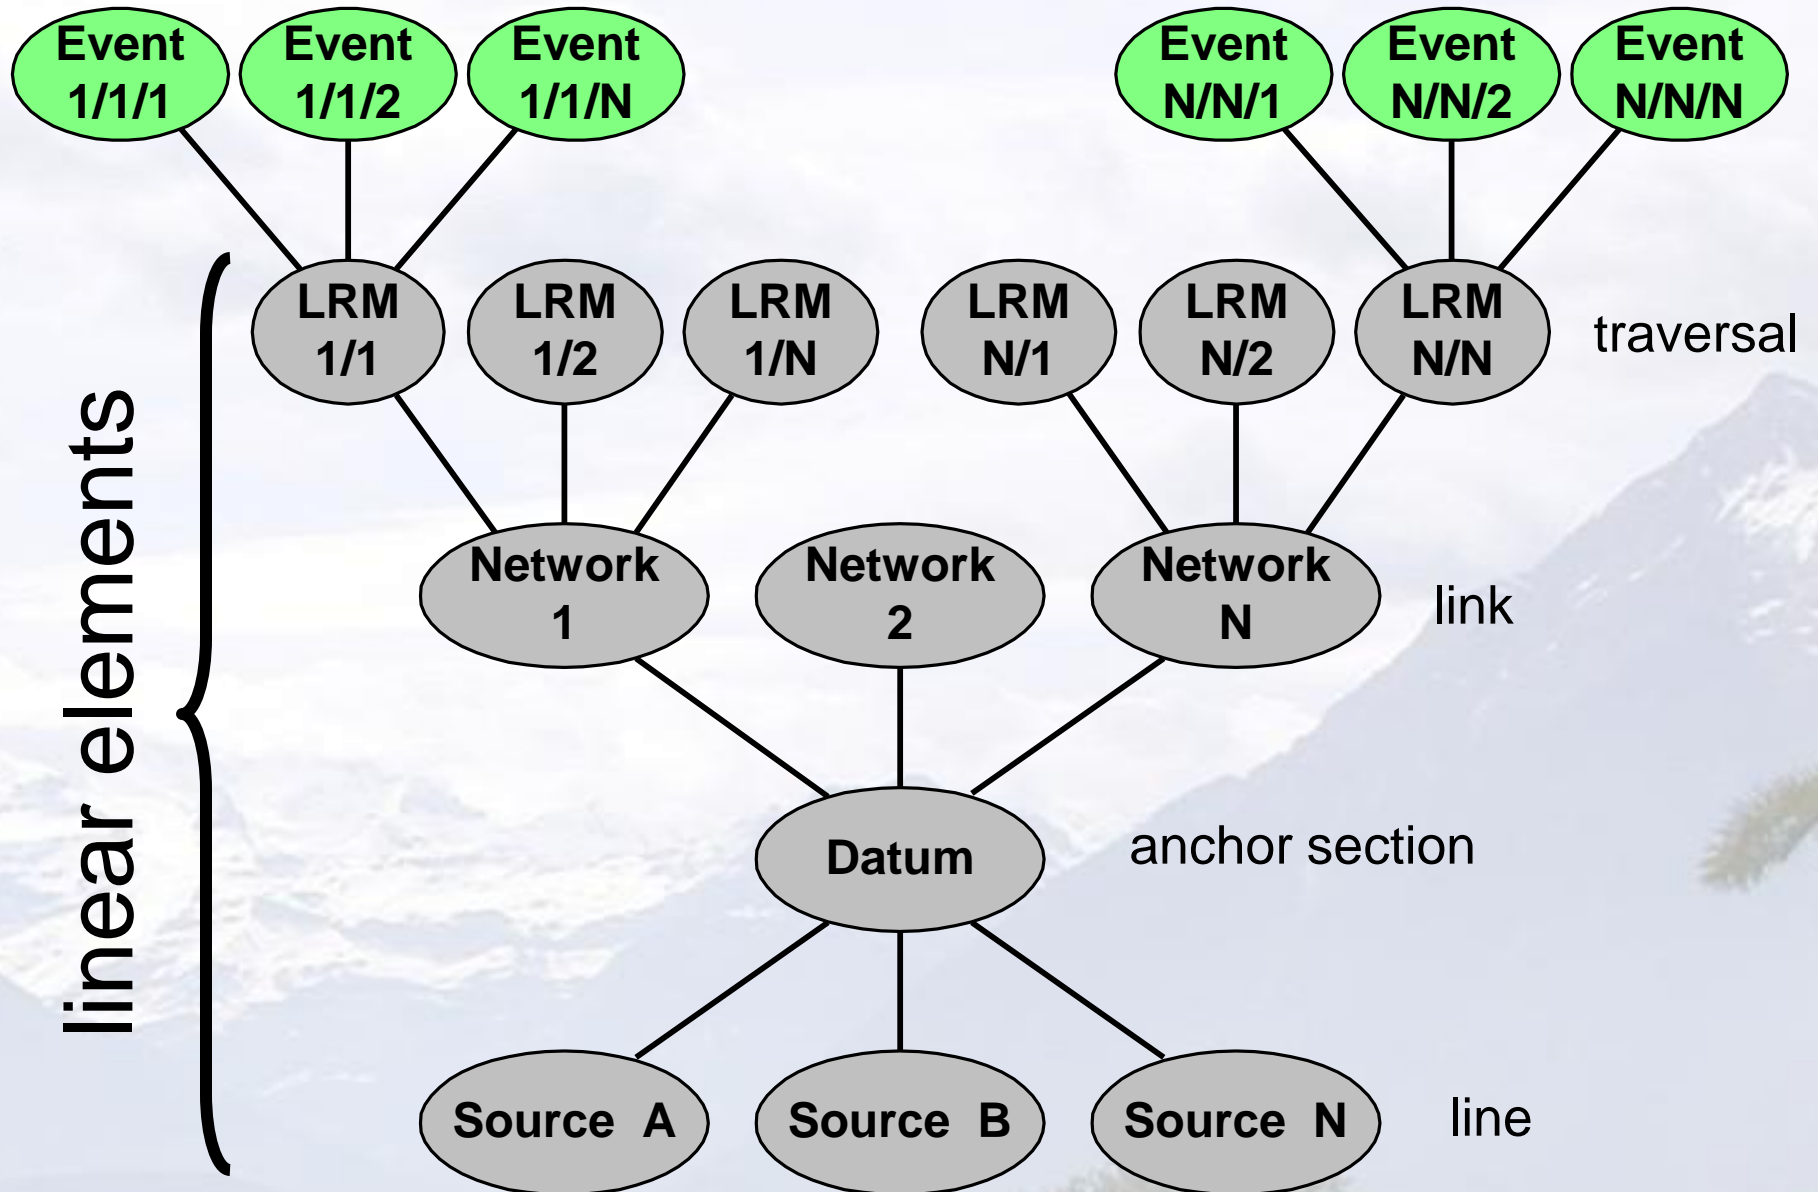 Event
1/1/1
Event
1/1/2
Event
1/1/N
Event
N/N/1
Event
N/N/2
Event
N/N/N
LRM
1/1
LRM
1/2
LRM
1/N
LRM
N/1
LRM
N/2
LRM
N/N
traversal
linear elements
Network
1
Network
2
Network
N
link
Datum
anchor section
Source A
Source B
Source N
line